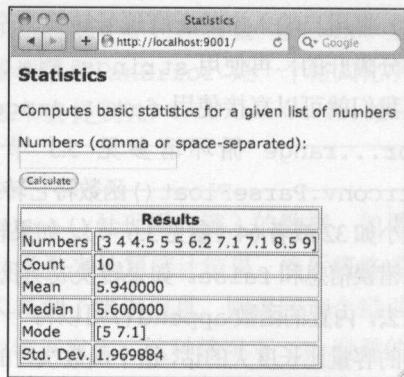 Statistics
http://localhost:9001/
Google
Statistics
Computes basic statistics for a given list of numbers
Numbers (comma or space-separated):
Calculate
Results
Numbers [3 4 4.5 5 5 6.2 7.1 7.1 8.5 9]
Count 10
Mean 5.940000
Median 5.600000
Mode [5 7.1]
Std. Dev. 1.969884